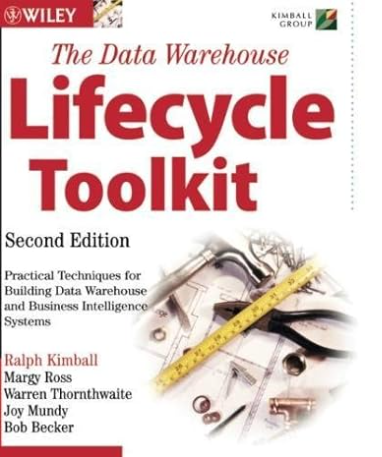 WILEY
KIMBALL
GROUP
The Data Warehouse
Lifecycle
Toolkit
Second Edition
Practical Techniques for
Building Data Warehouse
and Business Intelligence
Systems
Ralph Kimball
Margy Ross
Warren Thornthwaite
Joy Mundy
Bob Becker